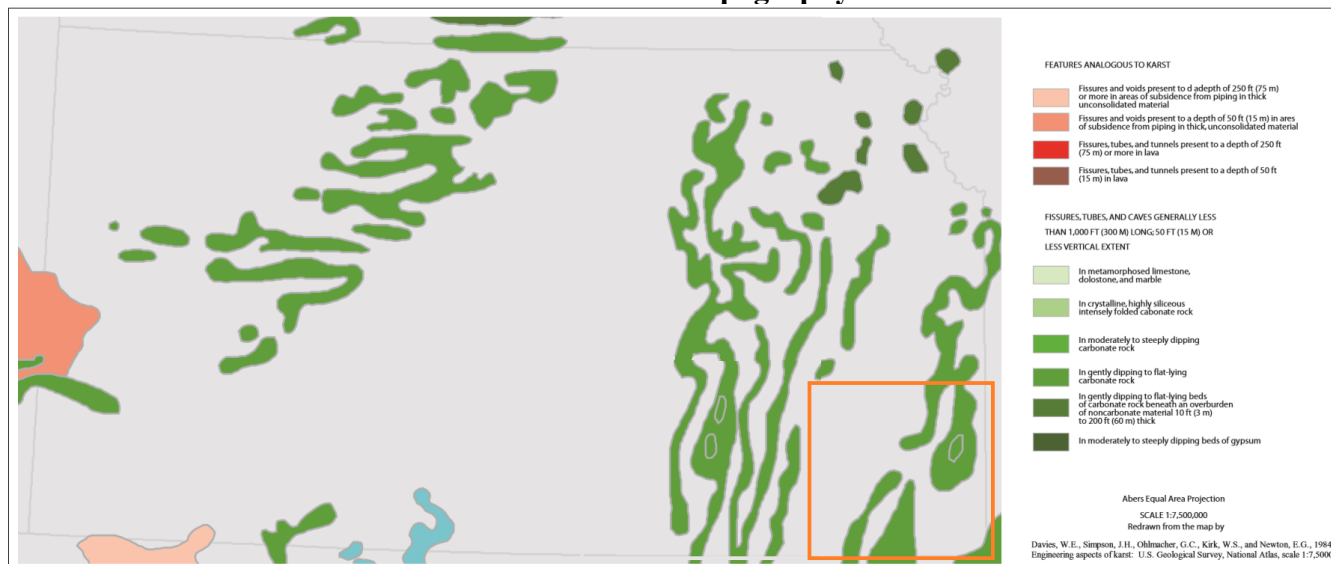 FEATURES ANALOGOUS TO KARST
Fissures and voids present to d adepth of 250 ft (75 m)
or more in areas of subsidence from piping in thick
unconsolidated material
Fissures and voids present to a depth of 50 ft (15 m) in ares
of subsidence from piping in thick, unconsolidated material
Fissures, tubes, and tunnels present to a depth of 250 ft
(75 m) or more in lava
Fissures, tubes, and tunnels present to a depth of 50 ft
(15 m) in lava
FISSURES, TUBES, AND CAVES GENERALLY LESS
THAN 1,000 FT (300 M) LONG; 50 FT (15 M) OR
LESS VERTICAL EXTENT
In metamorphosed limestone,
dolostone, and marble
In crystalline, highly siliceous
intensely folded cabonate rock
In moderately to steeply dipping
carbonate rock
In gently dipping to flat-lying
carbonate rock
In gently dipping to flat-lying beds
of carbonate rock beneath an overburden
of noncarbonate material 10 ft (3 m)
to 200 ft (60 m) thick
In moderately to steeply dipping beds of gypsum
Abers Equal Area Projection
SCALE 1:7,500,000
Redrawn from the map by
Davies, W.E., Simpson, J.H., Ohlmacher, G.C., Kirk, W.S., and Newton, E.G., 1984
Engineering aspects of karst: U.S. Geological Survey, National Atlas, scale 1:7,5000